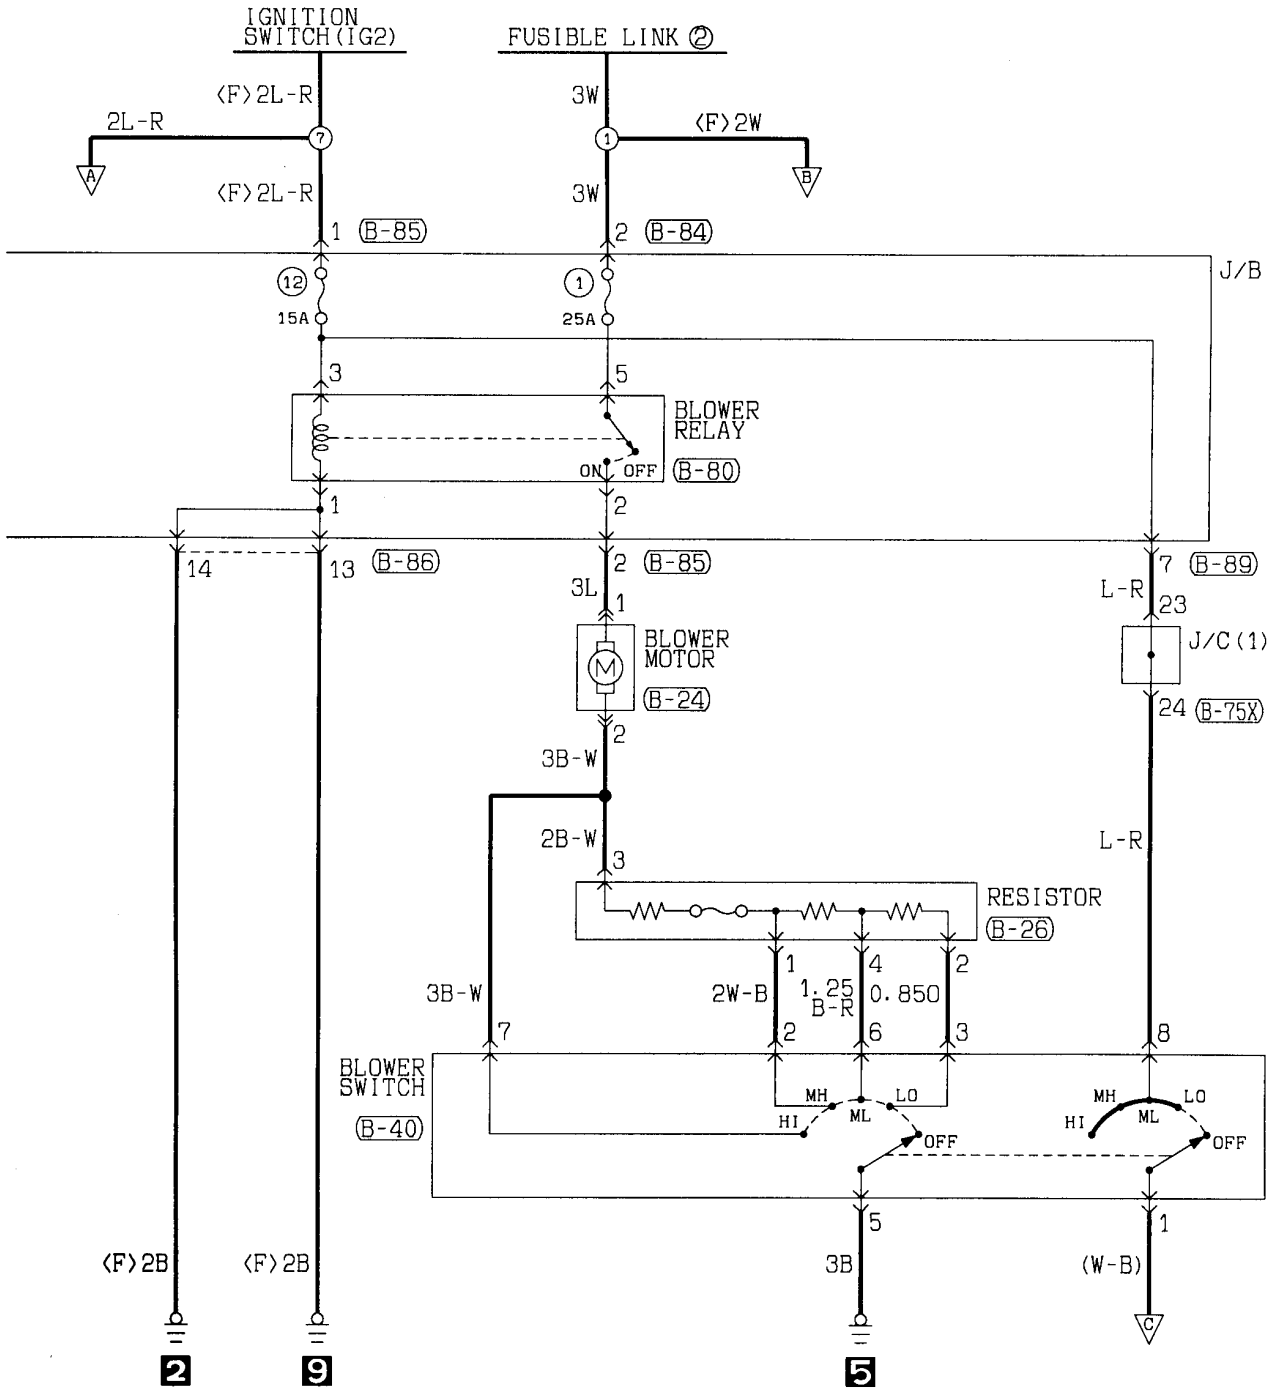 IGNITION
SWITCH(IG2)
FUSIBLE LINK ②
<F>2L-R
3W
2L-R
7
1
<F>2W
A
B
<F>2L-R
3W
1
B-85
2
B-84
J/B
12
1
15A
25A
3
5
BLOWER
RELAY
ON
OFF
B-80
1
2
14
13
B-86
2
B-85
7
B-89
3L
1
L-R
23
BLOWER
MOTOR
M
J/C(1)
B-24
2
24
B-75X
3B-W
2B-W
3
L-R
RESISTOR
B-26
1
4
2
3B-W
2W-B
1.25
B-R
0.850
7
2
6
3
8
BLOWER
SWITCH
B-40
MH
LO
HI
ML
OFF
MH
LO
HI
ML
OFF
5
1
<F>2B
<F>2B
3B
(W-B)
C
2
9
5